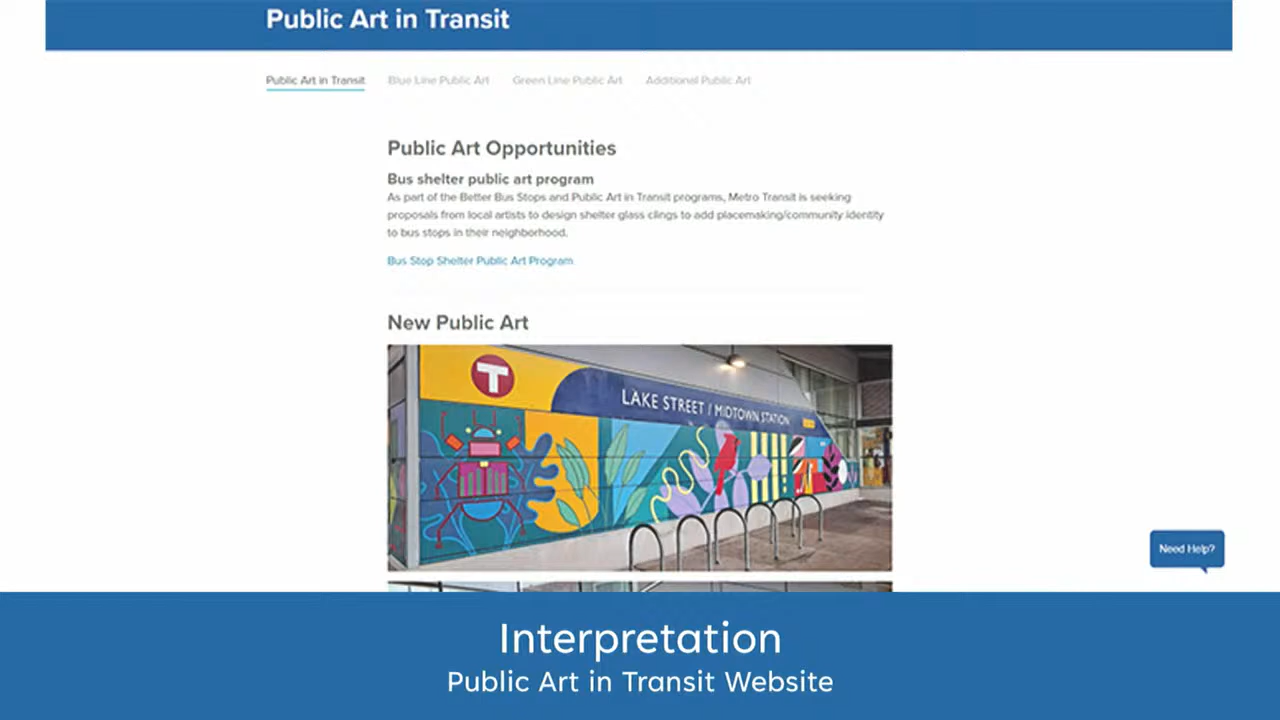 Public Art in Transit
Public Art in Transit Blue Line Public Art Green Line Public Art Additional Public Art
Public Art Opportunities
Bus shelter public art program
As part of the Better Bus Stops and Public Art in Transit programs, Metro Transit is seeking
proposals from local artists to design shelter glass clings to add placemaking/community identity
to bus stops in their neighborhood.
Bus Stop Shelter Public Art Program
New Public Art
T
LAKE STREET / MIDTOWN STATION
Need Help?
Interpretation
Public Art in Transit Website